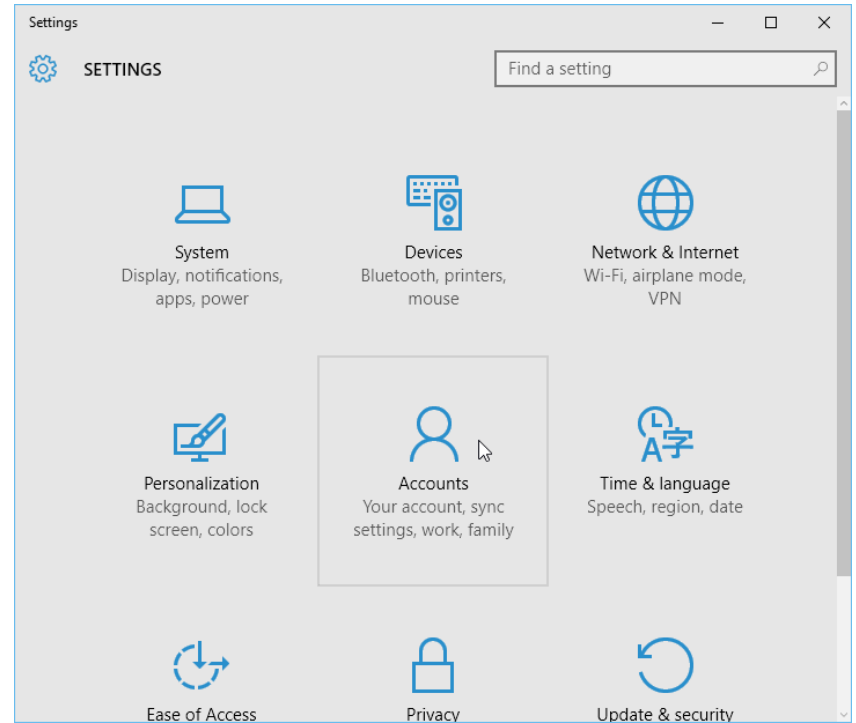 Settings
SETTINGS
Find a setting
System
Display, notifications,
apps, power
Devices
Bluetooth, printers,
mouse
Network & Internet
Wi-Fi, airplane mode,
VPN
Personalization
Background, lock
screen, colors
Accounts
Your account, sync
settings, work, family
A字
Time & language
Speech, region, date
Ease of Access
Privacy
Update & security